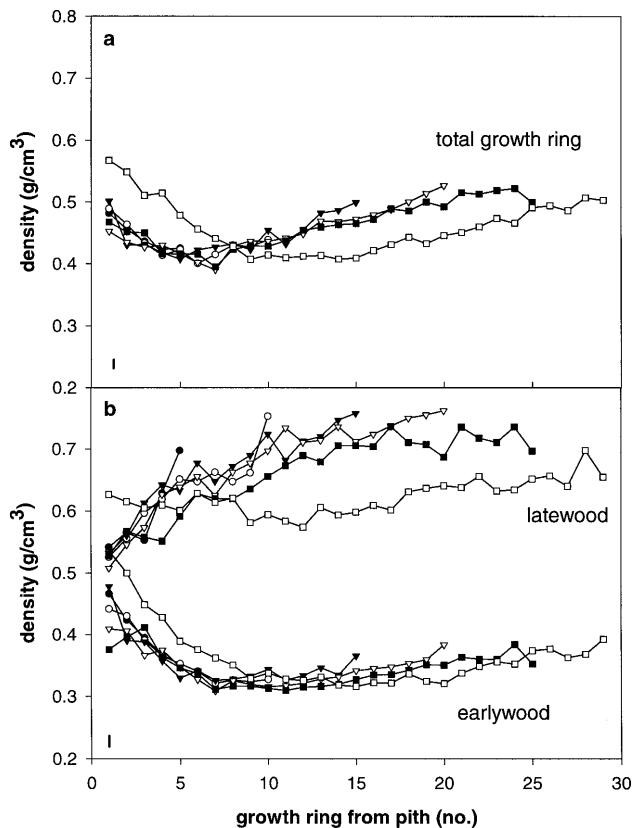 a
0.8
0.7
0.6
0.5
0.4
0.3
0.2
density (g/cm³)
total growth ring
b
0.7
0.6
0.5
0.4
0.3
0.2
density (g/cm³)
latewood
earlywood
0 5 10 15 20 25 30
growth ring from pith (no.)